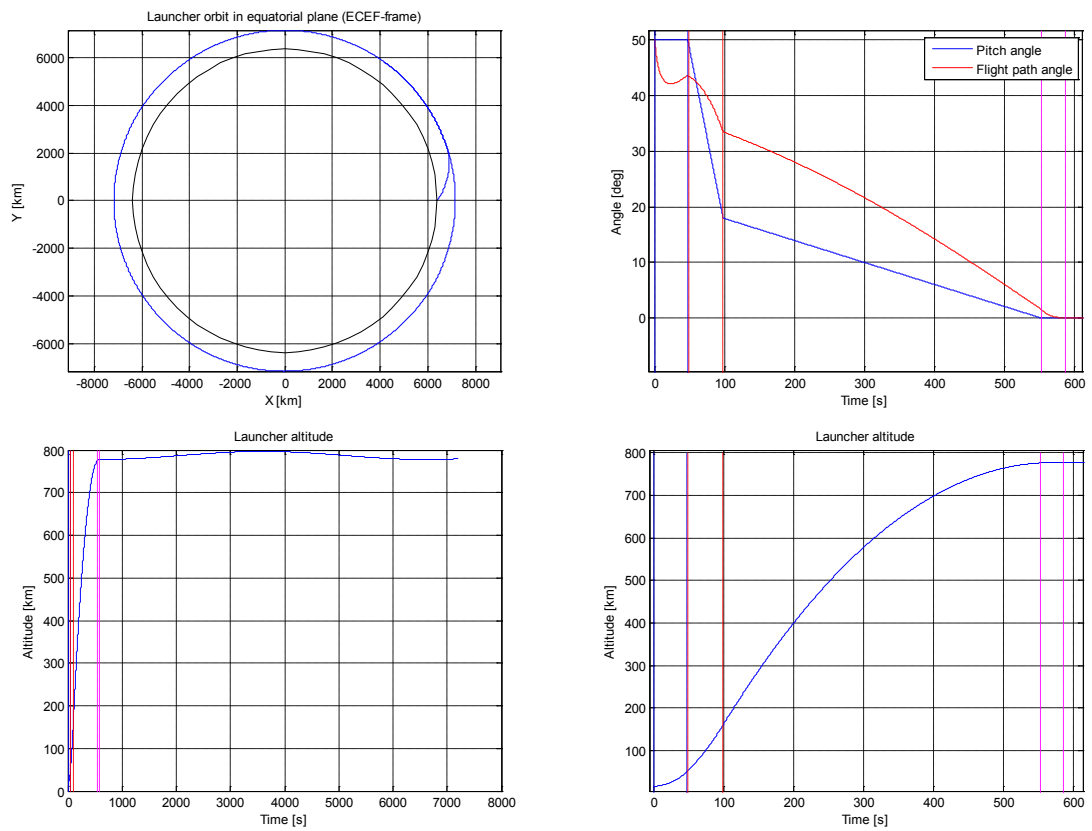 Launcher orbit in equatorial plane (ECEF-frame)
6000
4000
2000
0
-2000
-4000
-6000
Y [km]
-8000 -6000 -4000 -2000 0 2000 4000 6000 8000
X [km]
50
40
30
20
10
0
Angle [deg]
Pitch angle
Flight path angle
0 100 200 300 400 500 600
Time [s]
Launcher altitude
800
700
600
500
400
300
200
100
0
Altitude [km]
0 1000 2000 3000 4000 5000 6000 7000 8000
Time [s]
Launcher altitude
800
700
600
500
400
300
200
100
Altitude [km]
0 100 200 300 400 500 600
Time [s]